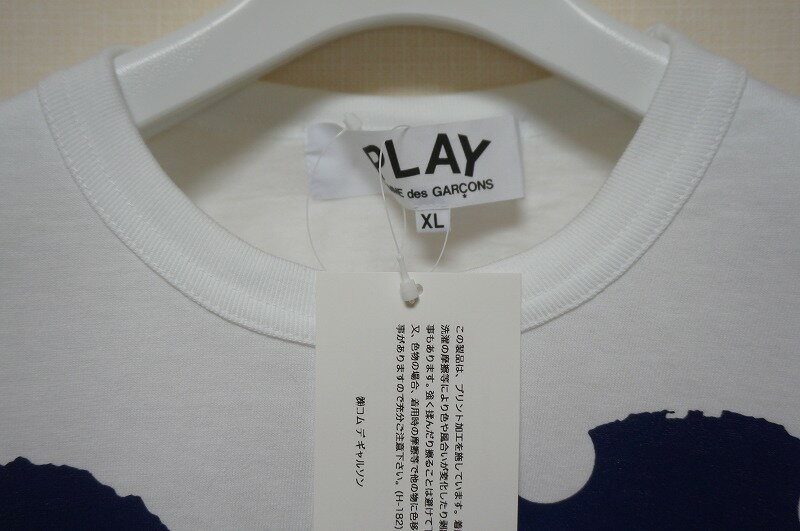 PLAY
des GARÇONS
XL
この製品は、プリント加工を施しています。着
洗濯の摩擦等により色や風合いが変化したり剥
事もあります。強く揉んだり擦ることは避けて下
又、色物の場合、着用時の摩擦等で他の物に色移
事がありますので充分ご注意下さい。(H-182)
㈱コム デ ギャルソン